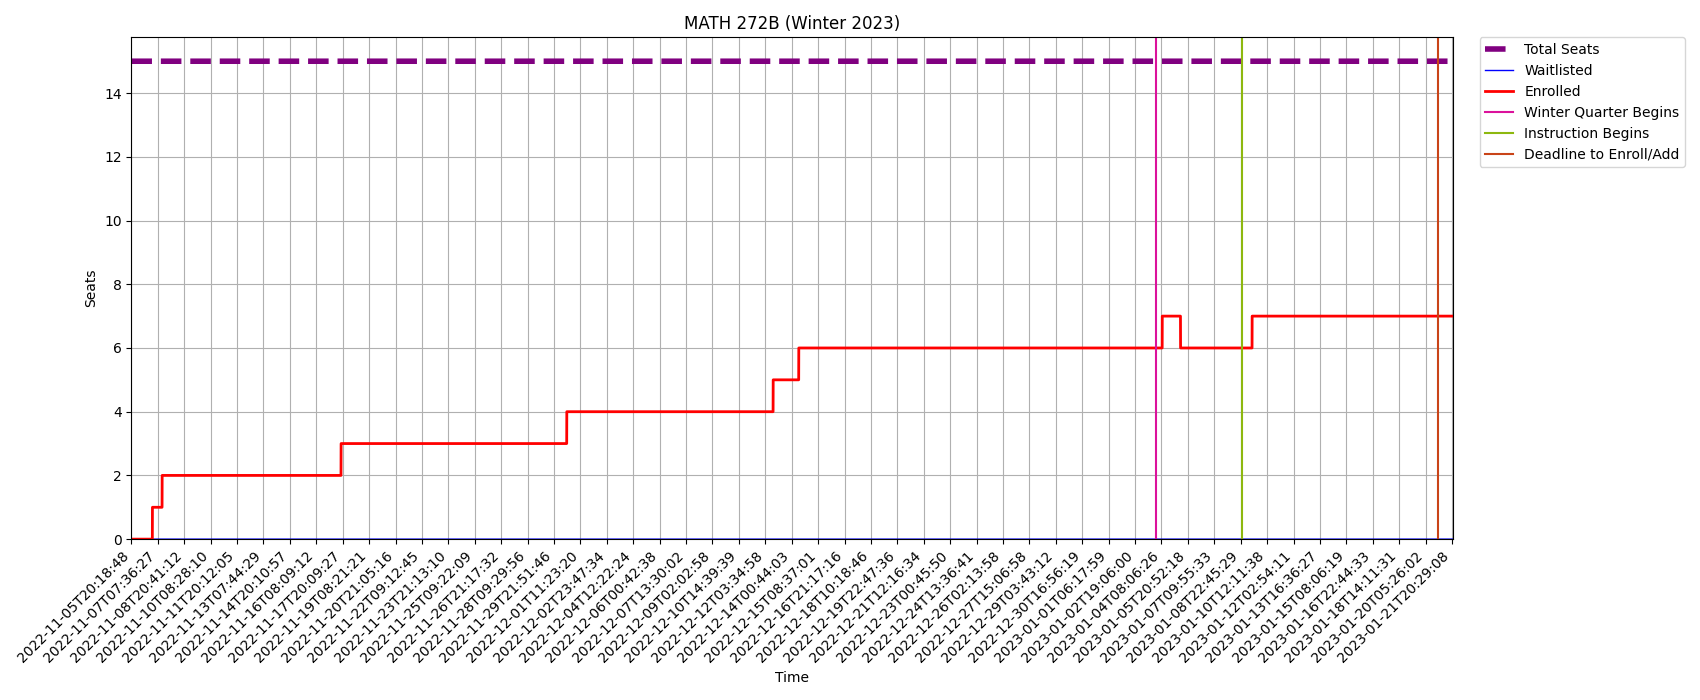 MATH 272B (Winter 2023)
Total Seats
Waitlisted
Enrolled
Winter Quarter Begins
Instruction Begins
Deadline to Enroll/Add
Seats
14
12
10
8
6
4
2
0
2022-11-05T20:18:48
2022-11-07T07:36:27
2022-11-08T20:41:12
2022-11-10T08:28:10
2022-11-11T20:12:05
2022-11-13T07:44:29
2022-11-14T20:10:57
2022-11-16T08:09:12
2022-11-17T20:09:27
2022-11-19T08:21:21
2022-11-20T21:05:16
2022-11-22T09:12:45
2022-11-23T21:13:10
2022-11-25T09:22:09
2022-11-26T21:17:32
2022-11-28T09:29:56
2022-11-29T21:51:46
2022-12-01T11:23:20
2022-12-02T23:47:34
2022-12-04T12:22:24
2022-12-06T00:42:38
2022-12-07T13:30:02
2022-12-09T02:02:58
2022-12-10T14:39:39
2022-12-12T03:34:58
2022-12-14T00:44:03
2022-12-15T08:37:01
2022-12-16T21:17:16
2022-12-18T10:18:46
2022-12-19T22:47:36
2022-12-21T12:16:34
2022-12-23T00:45:50
2022-12-24T13:36:41
2022-12-26T02:13:58
2022-12-27T15:06:58
2022-12-29T03:43:12
2022-12-30T16:56:19
2023-01-01T06:17:59
2023-01-02T19:06:00
2023-01-04T08:06:26
2023-01-05T20:52:18
2023-01-07T09:55:33
2023-01-08T22:45:29
2023-01-10T12:11:38
2023-01-12T02:54:11
2023-01-13T16:36:27
2023-01-15T08:06:19
2023-01-16T22:44:33
2023-01-18T14:11:31
2023-01-20T05:26:02
2023-01-21T20:29:08
Time